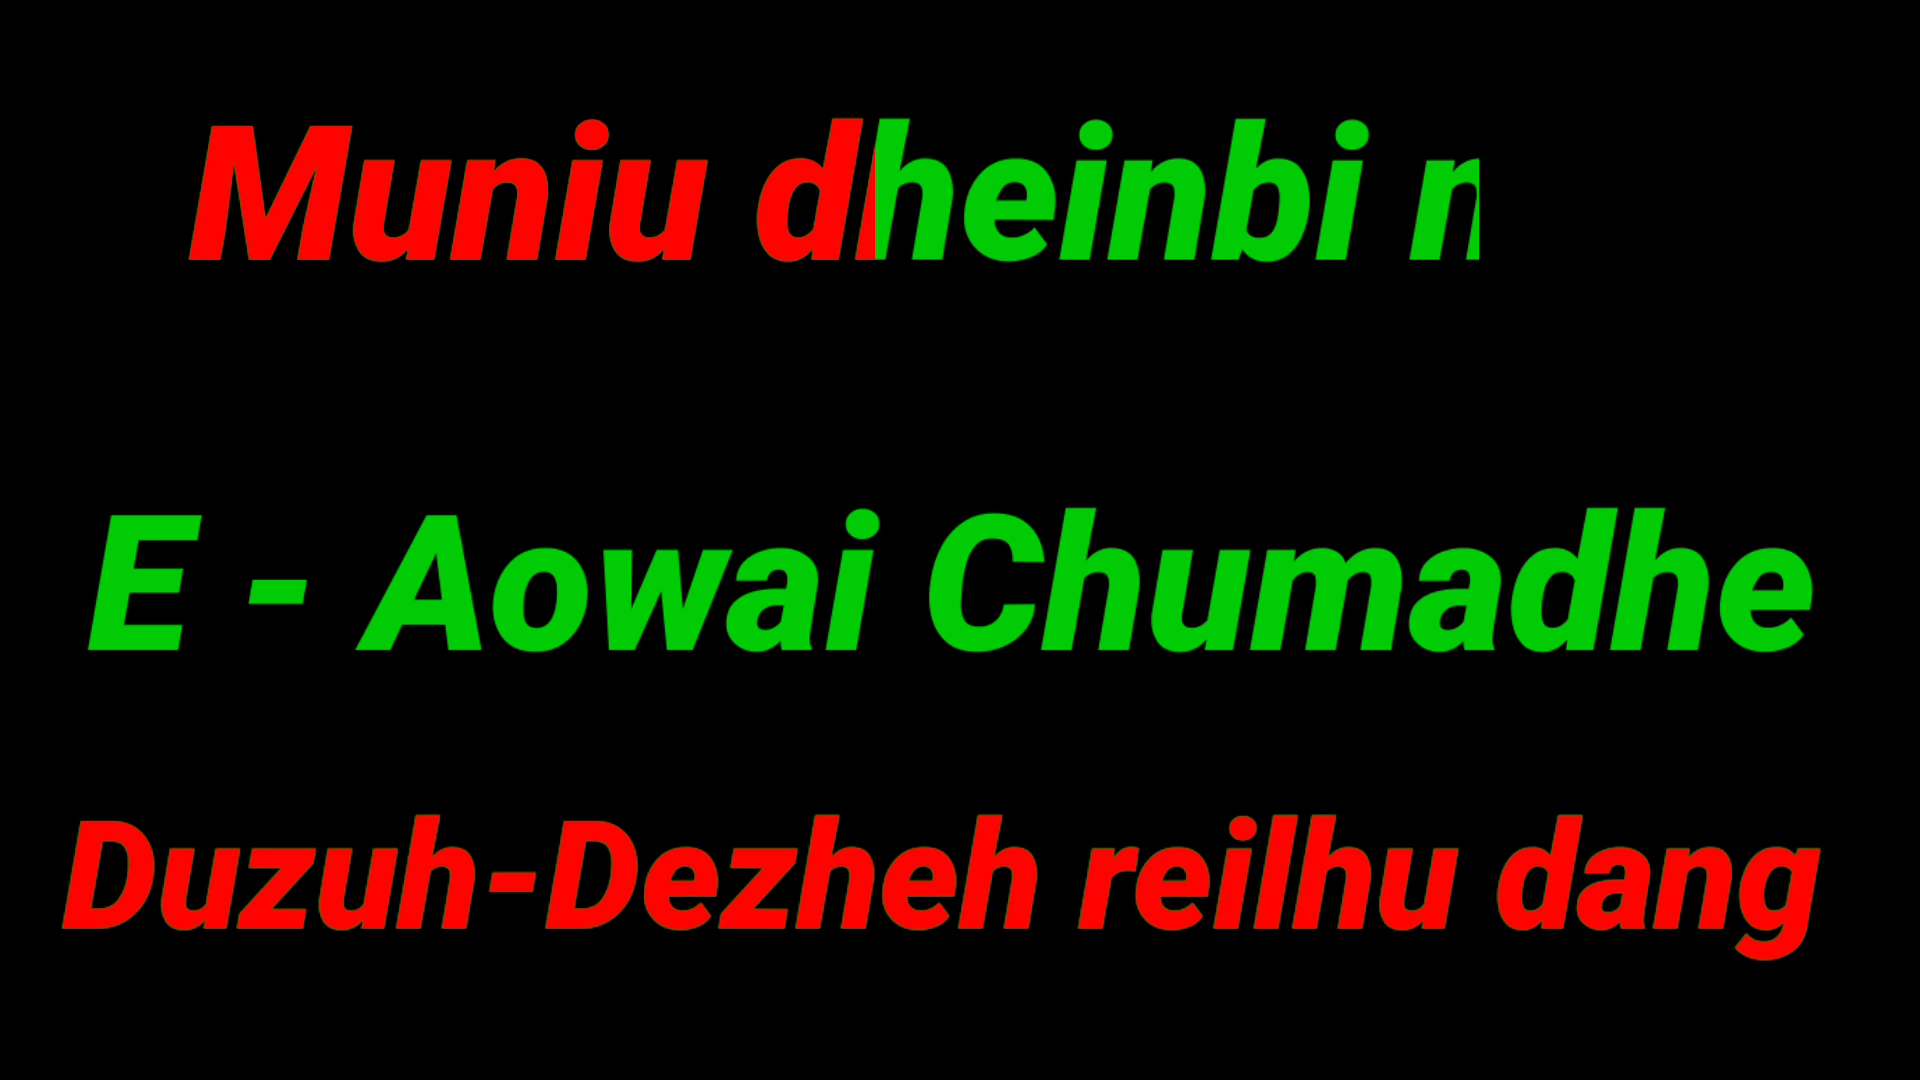 Muniu dheinbi
E - Aowai Chumadhe
Duzuh-Dezheh reilhu dang